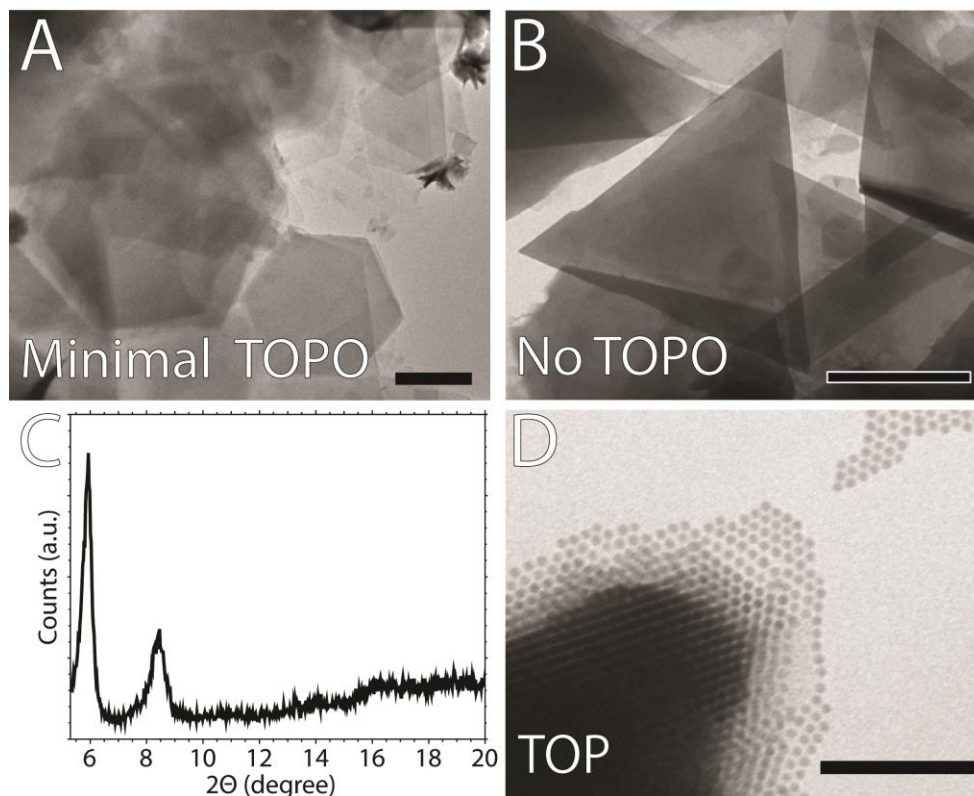 A
Minimal TOPO
B
No TOPO
C
Counts (a.u.)
6 8 10 12 14 16 18 20
2Θ (degree)
D
TOP